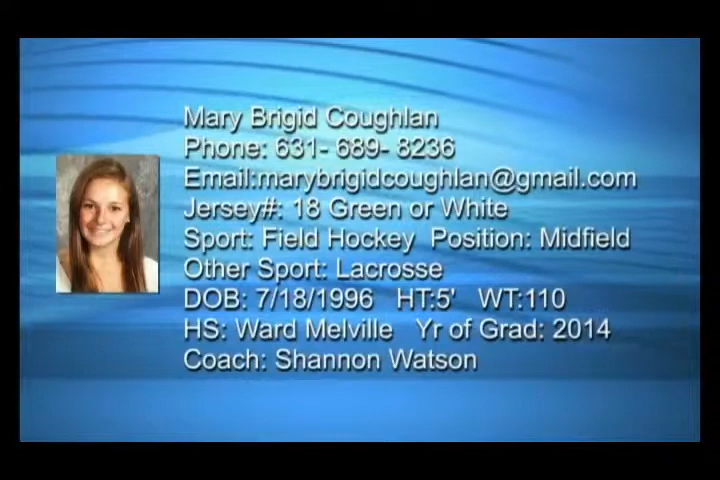 Mary Brigid Coughlan
Phone: 631- 689- 8236
Email:marybrigidcoughlan@gmail.com
Jersey#: 18 Green or White
Sport: Field Hockey Position: Midfield
Other Sport: Lacrosse
DOB: 7/18/1996 HT:5' WT:110
HS: Ward Melville Yr of Grad: 2014
Coach: Shannon Watson